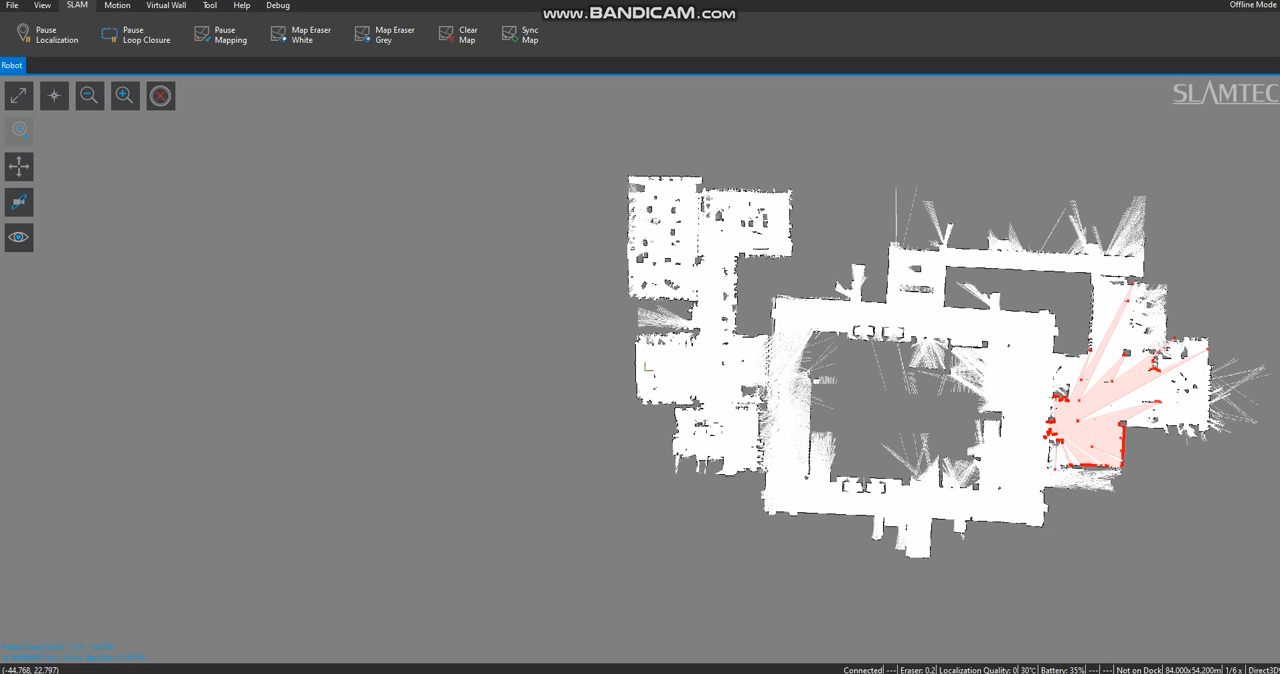 www.BANDICAM.com
File View SLAM Motion Virtual Wall Tool Help Debug
Offline Mode
Pause Localization
Pause Loop Closure
Pause Mapping
Map Eraser White
Map Eraser Grey
Clear Map
Sync Map
Robot
SLAMTEC
(-44.768, 22.797)
Connected --- Eraser: 0.2 Localization Quality: 0 30°C Battery: 35% --- --- Not on Dock 84.000x54.200m 1/6 x Direct3D